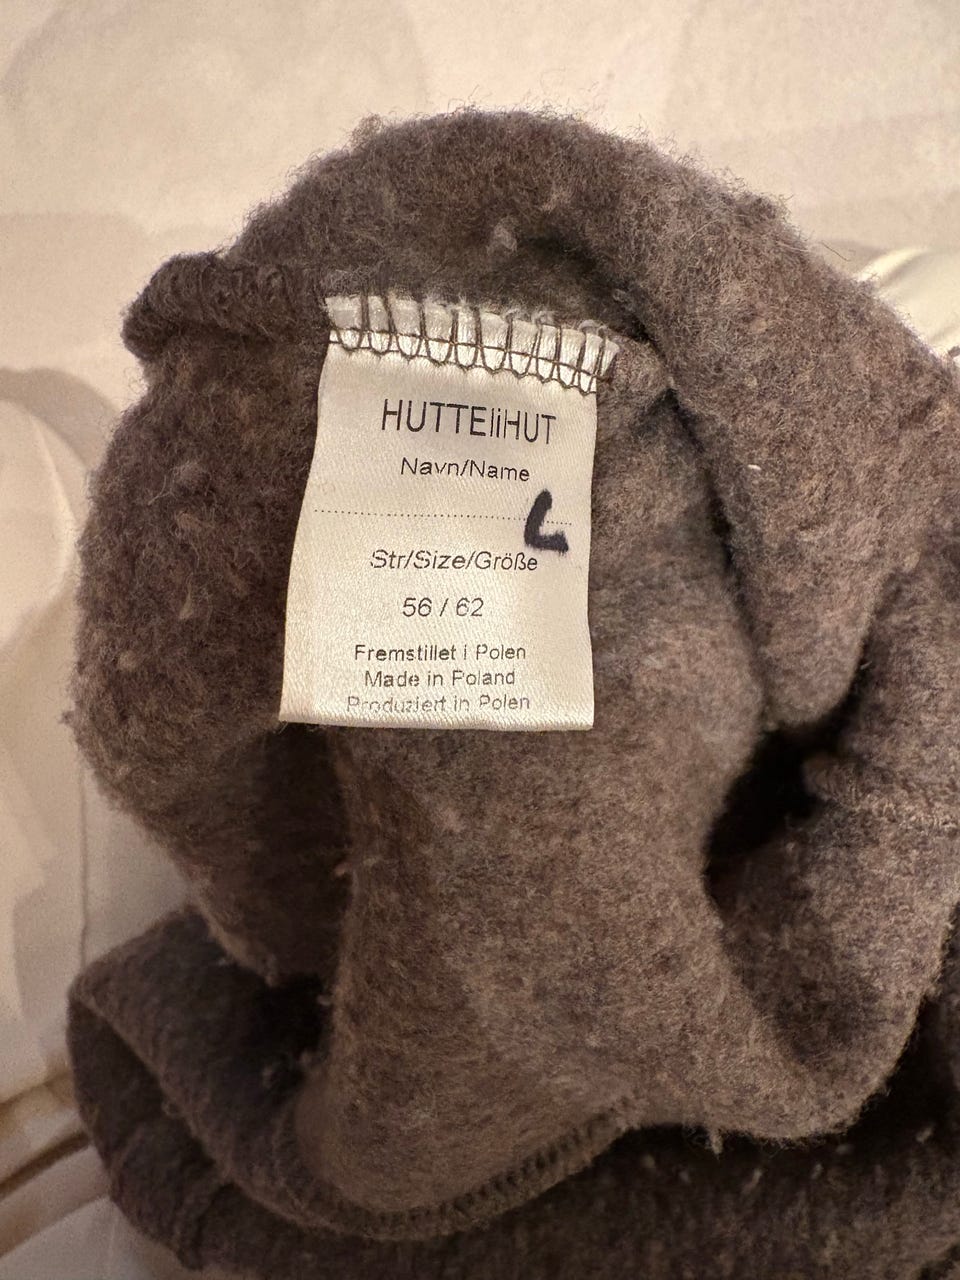 HUTTEliHUT
Navn/Name
L
Str/Size/Größe
56 / 62
Fremstillet i Polen
Made in Poland
Produziert in Polen